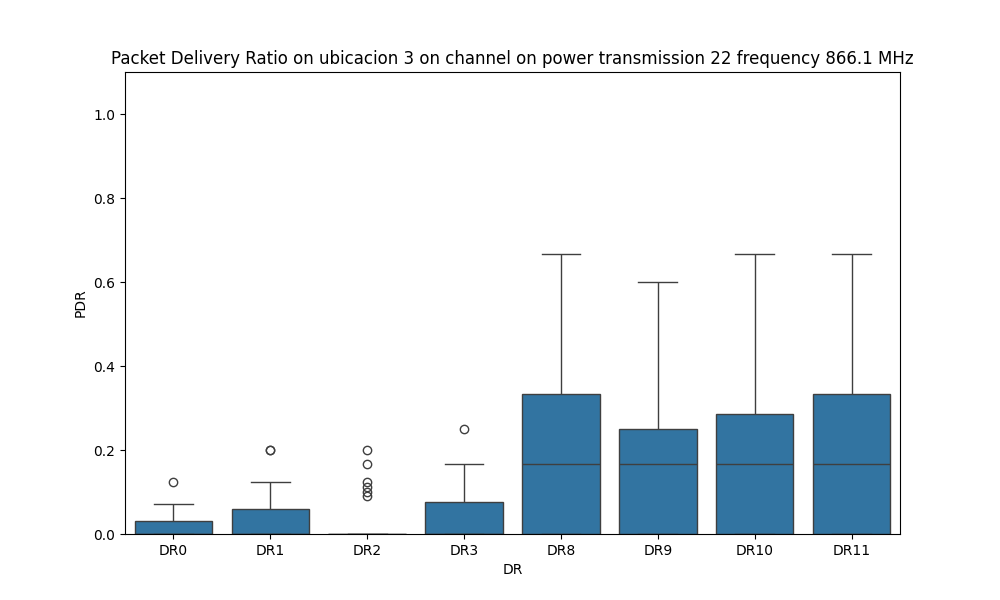 Packet Delivery Ratio on ubicacion 3 on channel on power transmission 22 frequency 866.1 MHz
1.0
0.8
0.6
0.4
0.2
0.0
PDR
DR0 DR1 DR2 DR3 DR8 DR9 DR10 DR11
DR